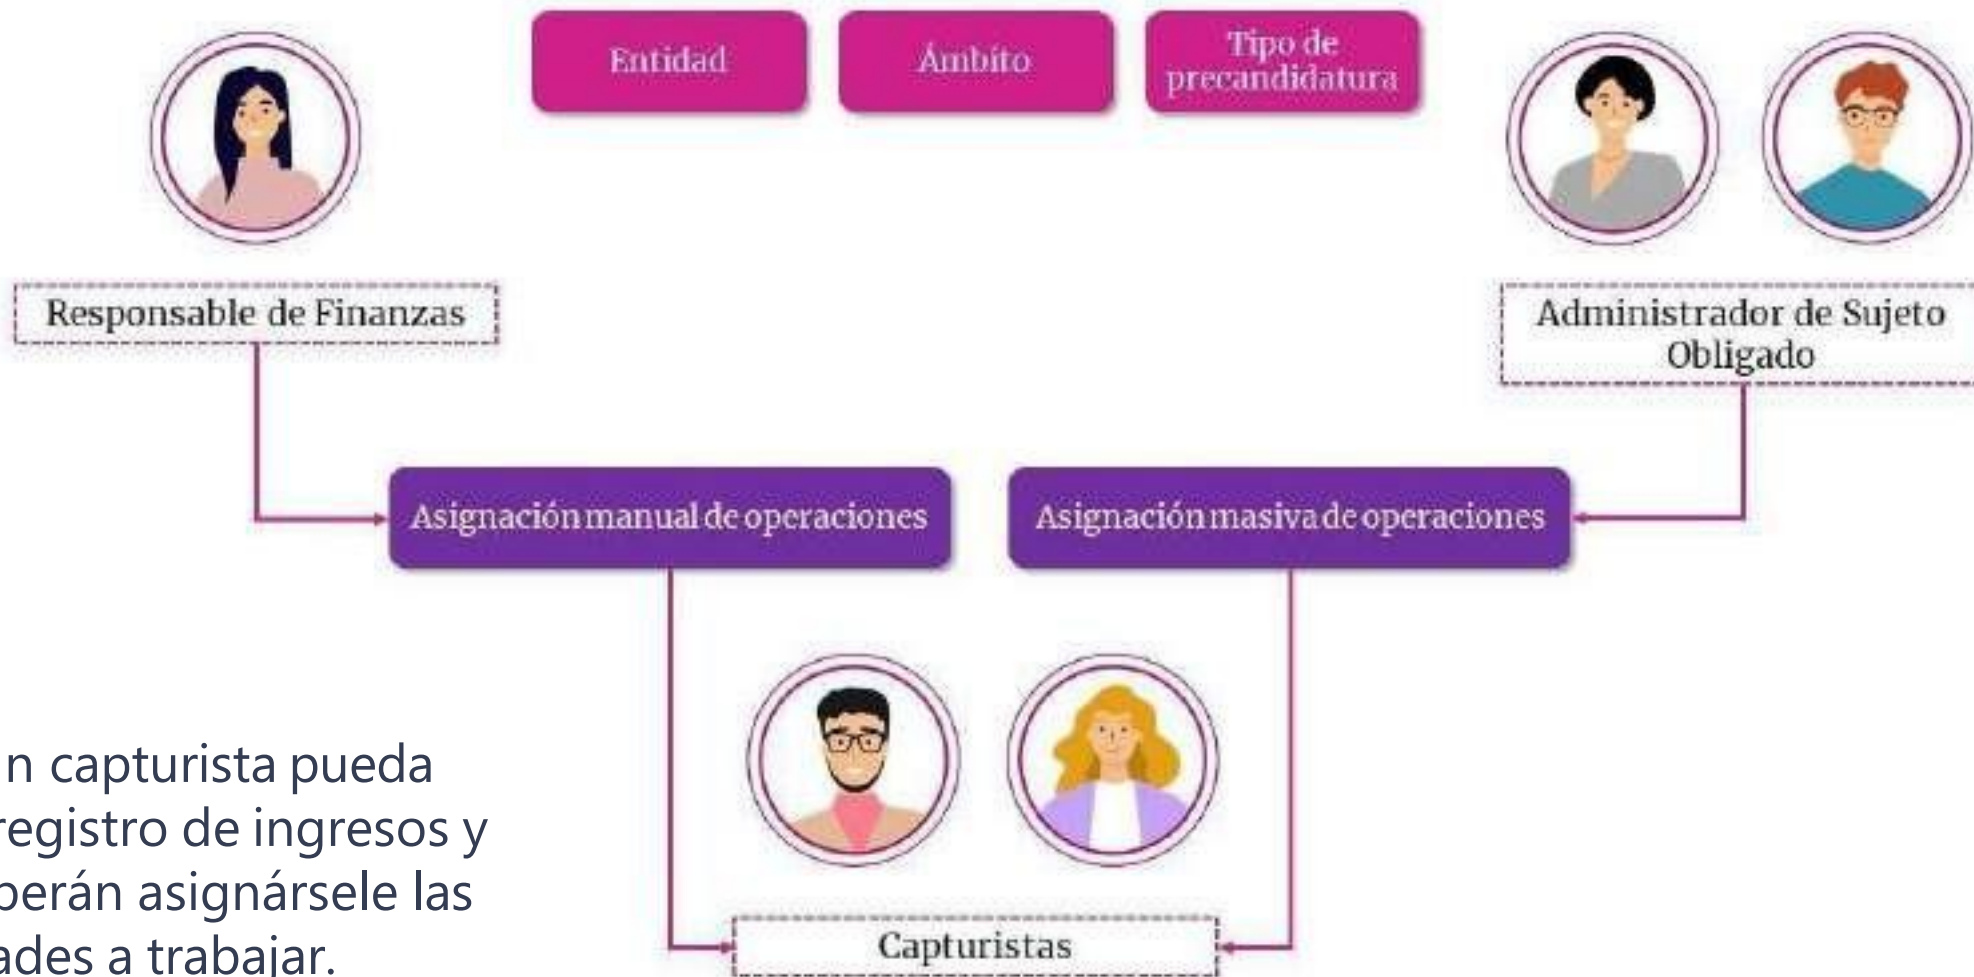 Entidad
Ámbito
Tipo de
precandidatura
Responsable de Finanzas
Administrador de Sujeto
Obligado
Asignación manual de operaciones
Asignación masiva de operaciones
n capturista pueda
registro de ingresos y
berán asignársele las
ades a trabajar.
Capturistas